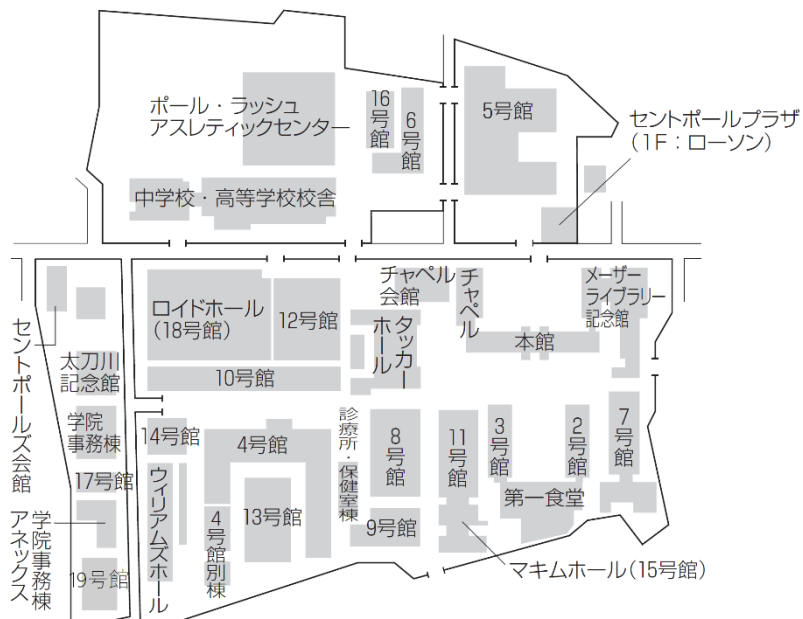 ポール・ラッシュ
アスレティックセンター
16号館
6号館
5号館
セントポールプラザ
（1F：ローソン）
中学校・高等学校校舎
チャペル
会館
チャペル
メーザー
ライブラリー
記念館
ロイドホール
（18号館）
12号館
タッカー
ホール
本館
セントポールズ会館
太刀川
記念館
10号館
学院
事務棟
14号館
4号館
診療所・保健室棟
8号館
11号館
3号館
2号館
7号館
17号館
ウィリアムズホール
4号館別棟
13号館
第一食堂
9号館
学院事務棟
アネックス
19号館
マキムホール（15号館）